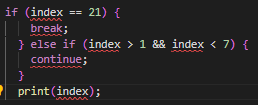 if (index == 21) {
break;
} else if (index > 1 && index < 7) {
continue;
}
print(index);